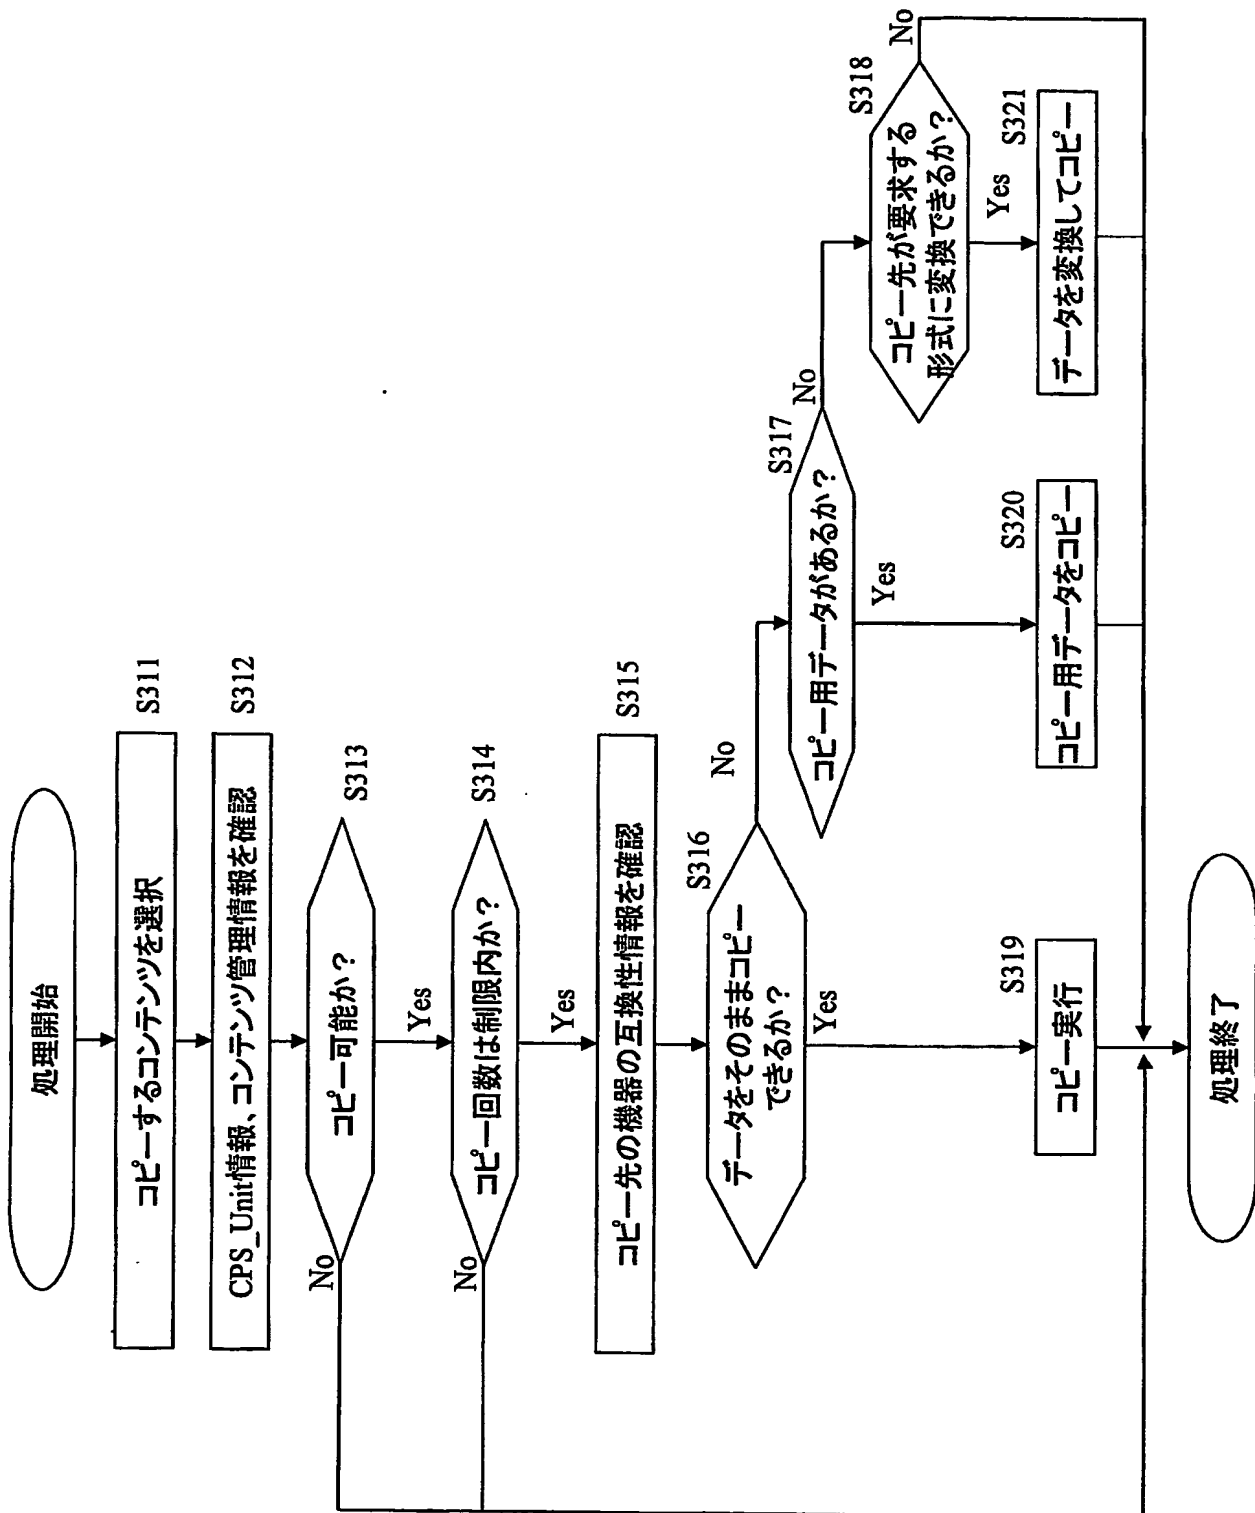 処理開始
コピーするコンテンツを選択
S311
CPS_Unit情報、コンテンツ管理情報を確認
S312
コピー可能か？
S313
No
Yes
コピー回数は制限内か？
S314
No
Yes
コピー先の機器の互換性情報を確認
S315
データをそのままコピー
できるか？
S316
No
Yes
コピー用データがあるか？
S317
No
Yes
コピー先が要求する
形式に変換できるか？
S318
No
Yes
コピー実行
S319
コピー用データをコピー
S320
データを変換してコピー
S321
処理終了